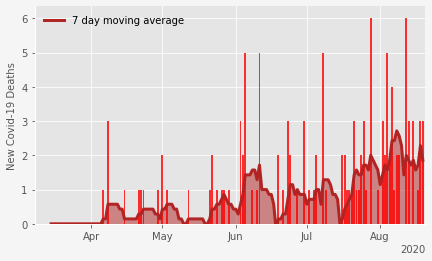 7 day moving average
New Covid-19 Deaths
6
5
4
3
2
1
0
Apr
May
Jun
Jul
Aug
2020